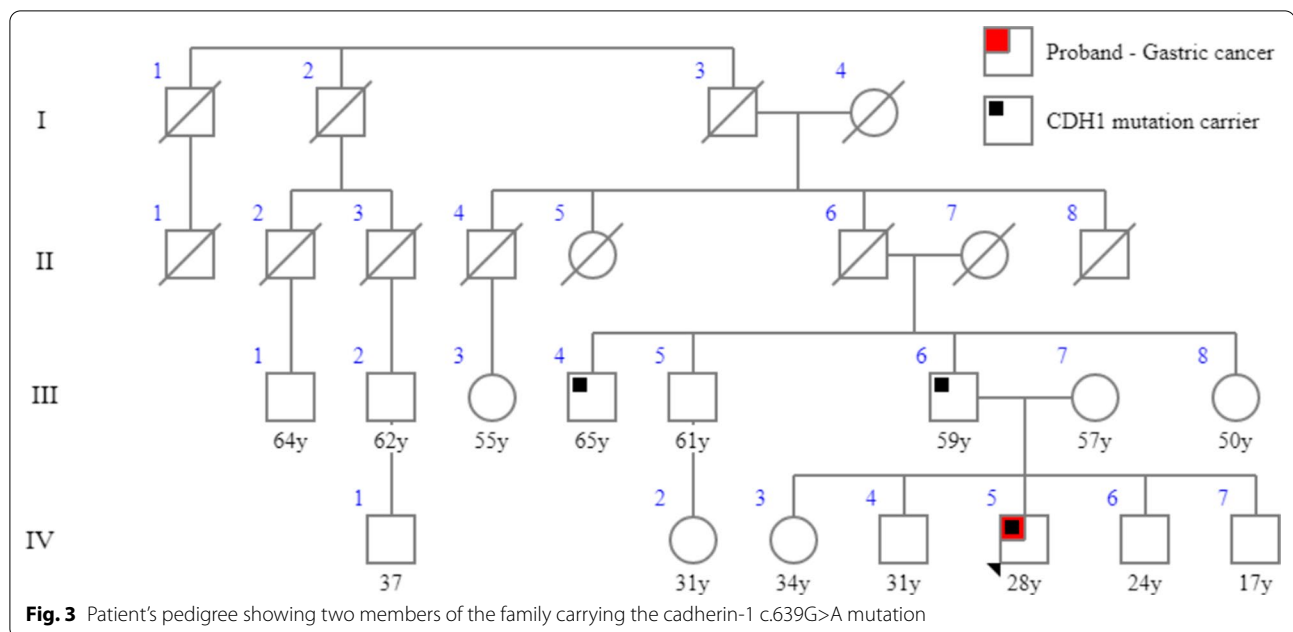 Proband - Gastric cancer
CDH1 mutation carrier
1 2 3 4
I
1 2 3 4 5 6 7 8
II
1 2 3 4 5 6 7 8
III
64y 62y 55y 65y 61y 59y 57y 50y
1 2 3 4 5 6 7
IV
37 31y 34y 31y 28y 24y 17y
Fig. 3 Patient's pedigree showing two members of the family carrying the cadherin-1 c.639G>A mutation